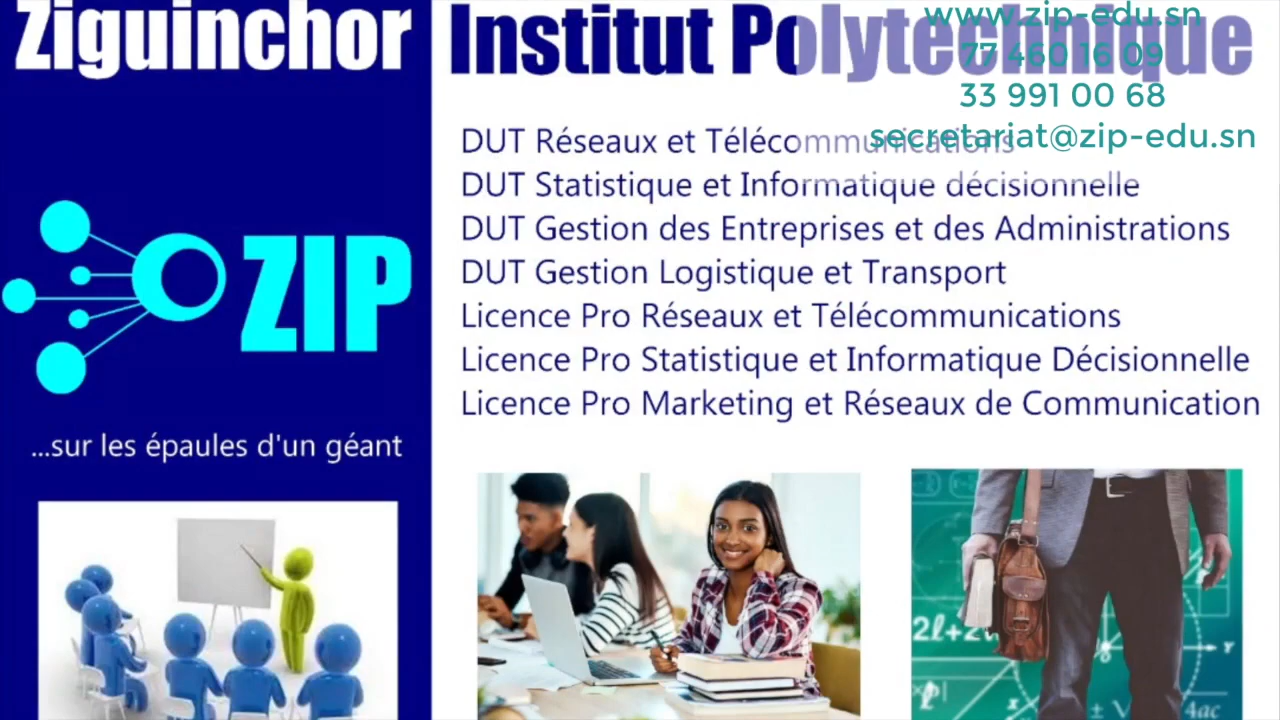 Ziguinchor
Institut Polytechnique
www.zip-edu.sn
77 460 16 09
33 991 00 68
secretariat@zip-edu.sn
DUT Réseaux et Télécommunications
DUT Statistique et Informatique décisionnelle
DUT Gestion des Entreprises et des Administrations
DUT Gestion Logistique et Transport
Licence Pro Réseaux et Télécommunications
Licence Pro Statistique et Informatique Décisionnelle
Licence Pro Marketing et Réseaux de Communication
ZIP
...sur les épaules d'un géant